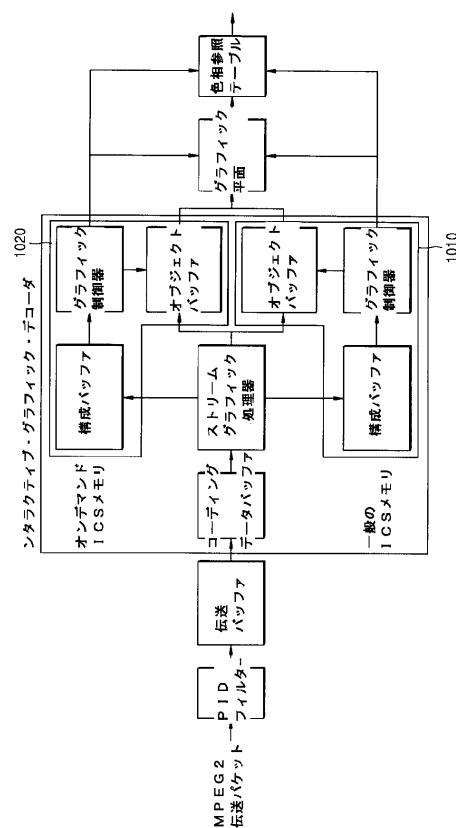 ンタラクティブ・グラフィック・デコーダ
MPEG2
伝送パケット
PID
フィルター
伝送
バッファ
コーディング
データバッファ
ストリーム
グラフィック
処理器
オンデマンド
ICSメモリ
1020
構成バッファ
グラフィック
制御器
オブジェクト
バッファ
オブジェクト
バッファ
一般の
ICSメモリ
構成バッファ
グラフィック
制御器
1010
グラフィック
平面
色相参照
テーブル